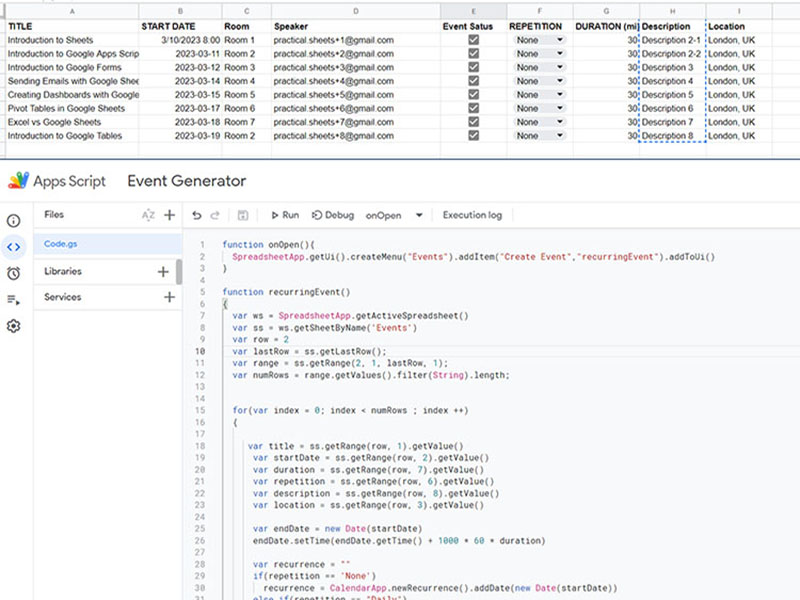 A B C D E F G H I
TITLE START DATE Room Speaker Event Satus REPETITION DURATION (mi Description Location
Introduction to Sheets 3/10/2023 8:00 Room 1 practical.sheets+1@gmail.com None 30 Description 2-1 London, UK
Introduction to Google Apps Scrip 2023-03-11 Room 2 practical.sheets+2@gmail.com None 30 Description 2-2 London, UK
Introduction to Google Forms 2023-03-12 Room 3 practical.sheets+3@gmail.com None 30 Description 3 London, UK
Sending Emails with Google Shee 2023-03-14 Room 4 practical.sheets+4@gmail.com None 30 Description 4 London, UK
Creating Dashboards with Google 2023-03-15 Room 5 practical.sheets+5@gmail.com None 30 Description 5 London, UK
Pivot Tables in Google Sheets 2023-03-17 Room 6 practical.sheets+6@gmail.com None 30 Description 6 London, UK
Excel vs Google Sheets 2023-03-18 Room 7 practical.sheets+7@gmail.com None 30 Description 7 London, UK
Introduction to Google Tables 2023-03-19 Room 2 practical.sheets+8@gmail.com None 30 Description 8 London, UK
Apps Script Event Generator
Files AZ Run Debug onOpen Execution log
Code.gs
Libraries
Services
1 function onOpen(){
2 SpreadsheetApp.getUi().createMenu("Events").addItem("Create Event","recurringEvent").addToUi()
3 }
4
5 function recurringEvent()
6 {
7 var ws = SpreadsheetApp.getActiveSpreadsheet()
8 var ss = ws.getSheetByName('Events')
9 var row = 2
10 var lastRow = ss.getLastRow();
11 var range = ss.getRange(2, 1, lastRow, 1);
12 var numRows = range.getValues().filter(String).length;
13
14
15 for(var index = 0; index < numRows ; index ++)
16 {
17
18 var title = ss.getRange(row, 1).getValue()
19 var startDate = ss.getRange(row, 2).getValue()
20 var duration = ss.getRange(row, 7).getValue()
21 var repetition = ss.getRange(row, 6).getValue()
22 var description = ss.getRange(row, 8).getValue()
23 var location = ss.getRange(row, 3).getValue()
24
25 var endDate = new Date(startDate)
26 endDate.setTime(endDate.getTime() + 1000 * 60 * duration)
27
28 var recurrence = ""
29 if(repetition == 'None')
30 recurrence = CalendarApp.newRecurrence().addDate(new Date(startDate))
31 else if(repetition == "Daily")